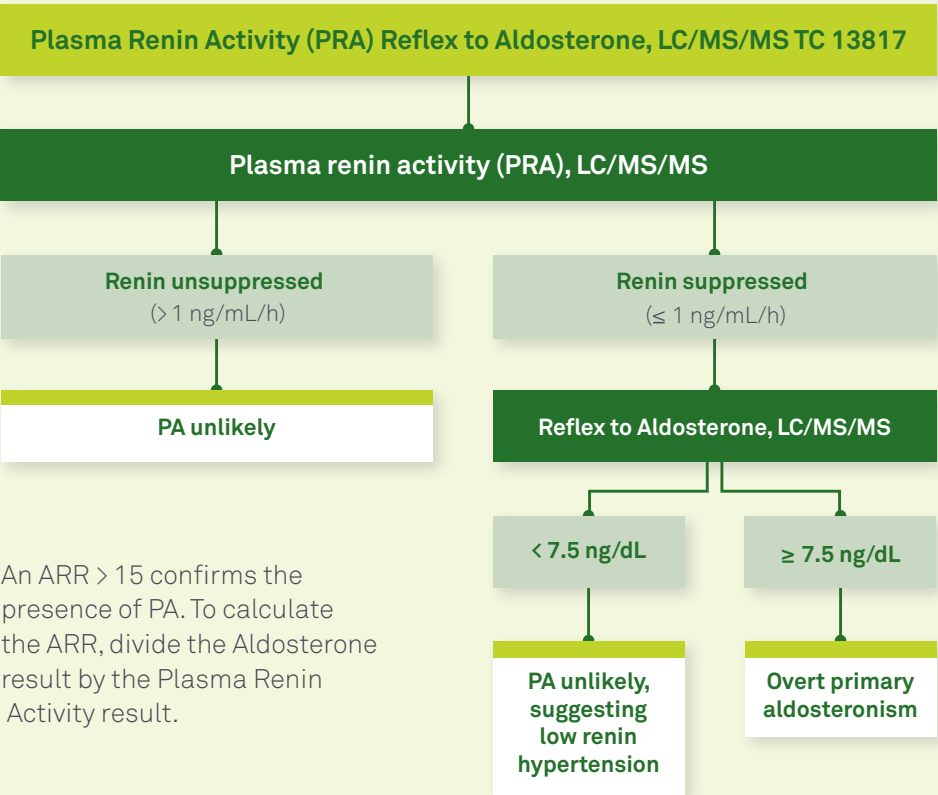 Plasma Renin Activity (PRA) Reflex to Aldosterone, LC/MS/MS TC 13817
Plasma renin activity (PRA), LC/MS/MS
Renin unsuppressed
(> 1 ng/mL/h)
Renin suppressed
(≤ 1 ng/mL/h)
PA unlikely
Reflex to Aldosterone, LC/MS/MS
< 7.5 ng/dL
≥ 7.5 ng/dL
An ARR > 15 confirms the
presence of PA. To calculate
the ARR, divide the Aldosterone
result by the Plasma Renin
Activity result.
PA unlikely,
suggesting
low renin
hypertension
Overt primary
aldosteronism